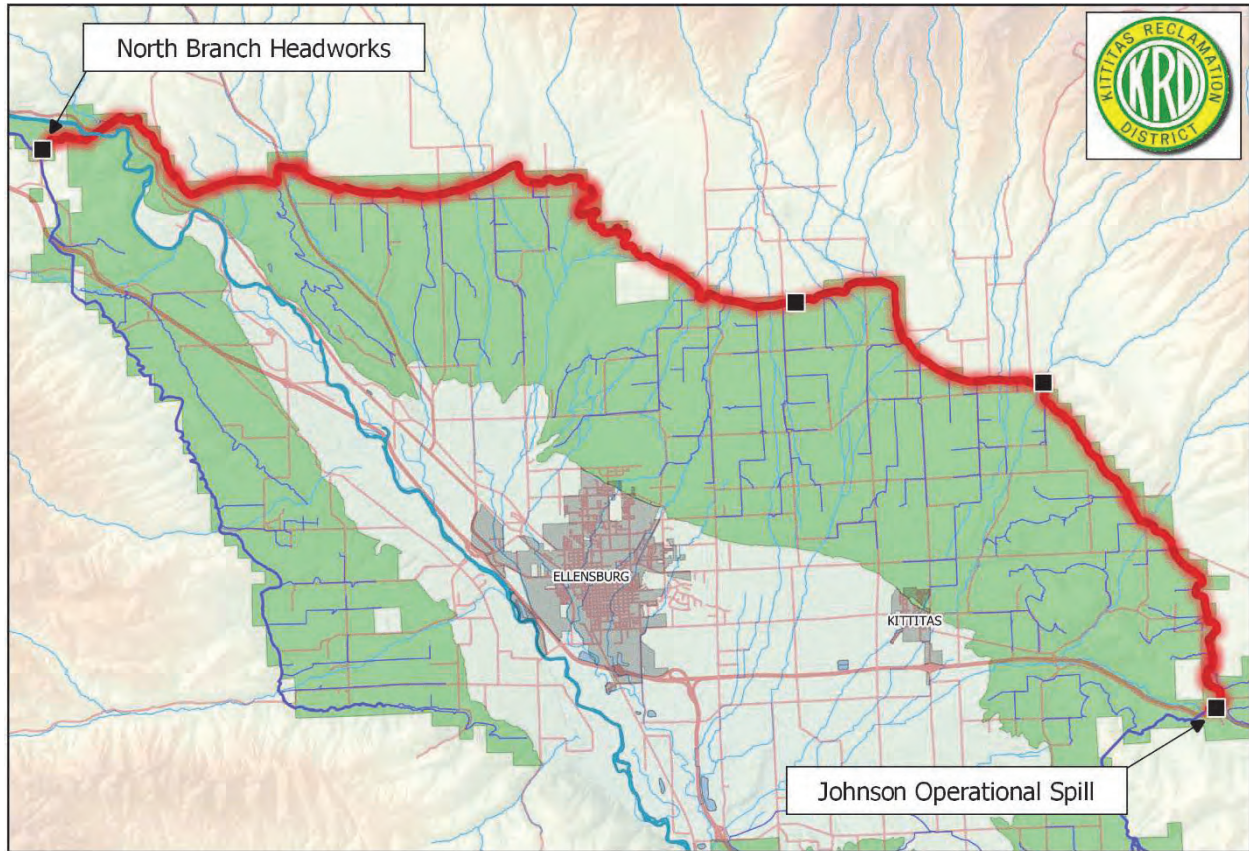 North Branch Headworks
KITTITAS RECLAMATION
KRD
DISTRICT
ELLENSBURG
KITTITAS
Johnson Operational Spill